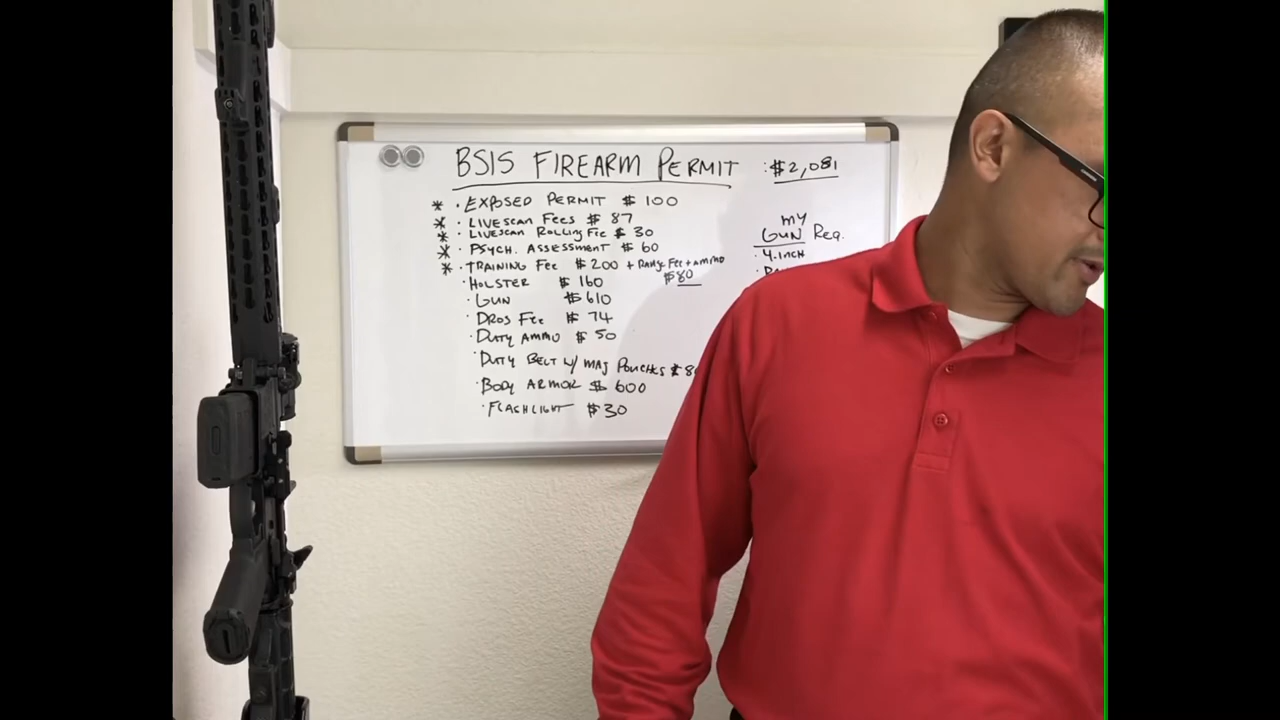 BSIS FIREARM PERMIT : $2,081
* · EXPOSED PERMIT $ 100
* · LIVESCAN FEES $ 87
* · LIVESCAN ROLLING FEE $ 30
* · PSYCH. ASSESSMENT $ 60
* · TRAINING FEE $ 200 + RANGE FEE + AMMO
$80
· HOLSTER $ 160
· GUN $610
· DROS FEE $ 74
· DUTY AMMO $ 50
· DUTY BELT W/ MAG POUCHES $80
· BODY ARMOR $ 600
· FLASHLIGHT $30
MY
GUN REQ.
· 4.INCH